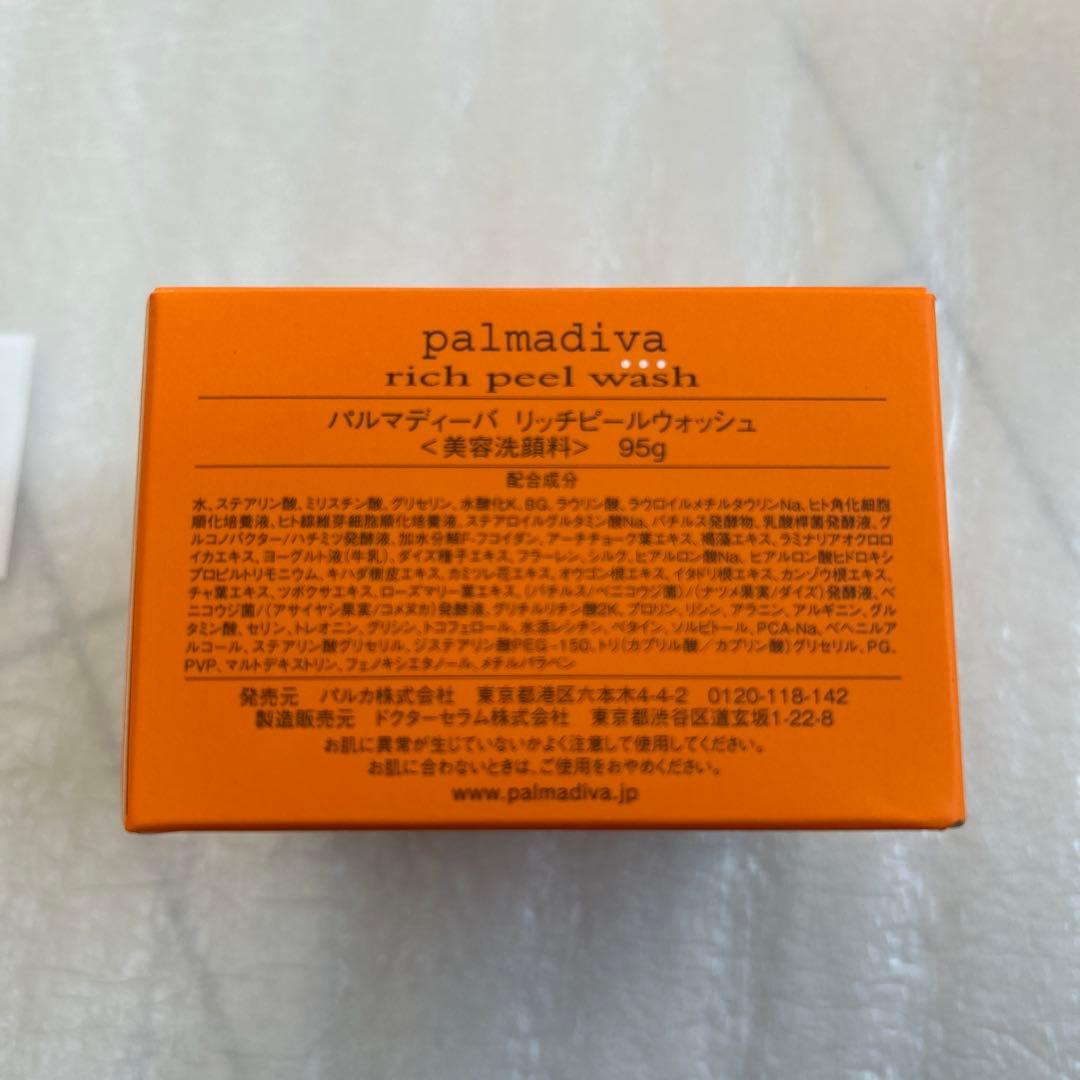 palmadiva
rich peel wash
パルマディーバ リッチピールウォッシュ
＜美容洗顔料＞ 95g
配合成分
水、ステアリン酸、ミリスチン酸、グリセリン、水酸化K、BG、ラウリン酸、ラウロイルメチルタウリンNa、ヒト角化細胞
順化培養液、ヒト線維芽細胞順化培養液、ステアロイルグルタミン酸Na、バチルス発酵物、乳酸桿菌発酵液、グ
ルコノバクター/ハチミツ発酵液、加水分解F-フコイダン、アーチチョーク葉エキス、褐藻エキス、ラミナリアオクロロ
イカエキス、ヨーグルト液(牛乳)、ダイズ種子エキス、フラーレン、シルク、ヒアルロン酸Na、ヒアルロン酸ヒドロキシ
プロピルトリモニウム、キハダ樹皮エキス、カミツレ花エキス、オウゴン根エキス、イタドリ根エキス、カンゾウ根エキス、
チャ葉エキス、ツボクサエキス、ローズマリー葉エキス、(バチルス/ベニコウジ菌)/(ナツメ果実/ダイズ)発酵液、ベ
ニコウジ菌/(アサイヤシ果実/コメヌカ)発酵液、グリチルリチン酸2K、プロリン、リシン、アラニン、アルギニン、グル
タミン酸、セリン、トレオニン、グリシン、トコフェロール、水添レシチン、ベタイン、ソルビトール、PCA-Na、ベヘニルア
ルコール、ステアリン酸グリセリル、ジステアリン酸PEG-150、トリ(カプリル酸／カプリン酸)グリセリル、PG、
PVP、マルトデキストリン、フェノキシエタノール、メチルパラベン
発売元 パルカ株式会社 東京都港区六本木4-4-2 0120-118-142
製造販売元 ドクターセラム株式会社 東京都渋谷区道玄坂1-22-8
お肌に異常が生じていないかよく注意して使用してください。
お肌に合わないときは、ご使用をおやめください。
www.palmadiva.jp